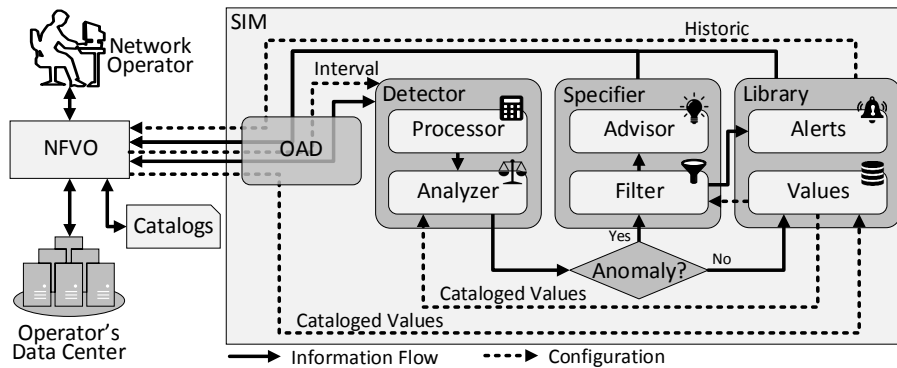 SIM
Historic
Network
Operator
Interval
Detector
Specifier
Library
Processor
Advisor
Alerts
NFVO
OAD
Analyzer
Filter
Values
Catalogs
Yes
Anomaly?
No
Cataloged Values
Cataloged Values
Operator's
Data Center
Information Flow
Configuration